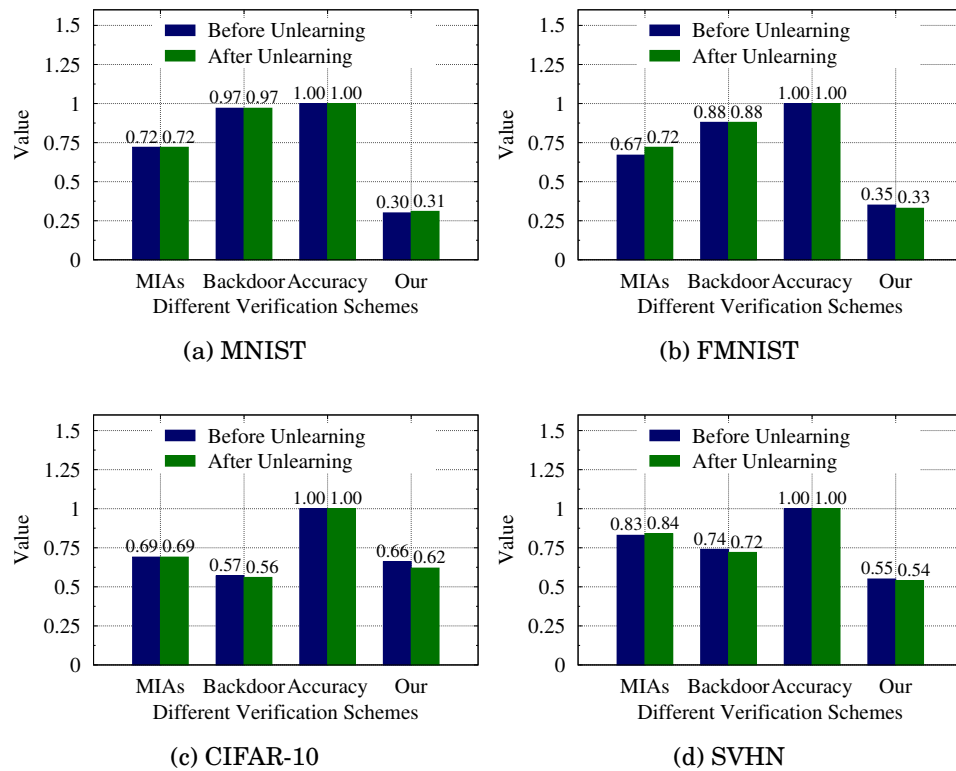 1.5
1.25
1
0.75
0.5
0.25
0
Value
Before Unlearning
After Unlearning
0.72 0.72
0.97 0.97
1.00 1.00
0.30 0.31
MIAs Backdoor Accuracy Our
Different Verification Schemes
(a) MNIST
1.5
1.25
1
0.75
0.5
0.25
0
Value
Before Unlearning
After Unlearning
0.67 0.72
0.88 0.88
1.00 1.00
0.35 0.33
MIAs Backdoor Accuracy Our
Different Verification Schemes
(b) FMNIST
1.5
1.25
1
0.75
0.5
0.25
0
Value
Before Unlearning
After Unlearning
0.69 0.69
0.57 0.56
1.00 1.00
0.66 0.62
MIAs Backdoor Accuracy Our
Different Verification Schemes
(c) CIFAR-10
1.5
1.25
1
0.75
0.5
0.25
0
Value
Before Unlearning
After Unlearning
0.83 0.84
0.74 0.72
1.00 1.00
0.55 0.54
MIAs Backdoor Accuracy Our
Different Verification Schemes
(d) SVHN